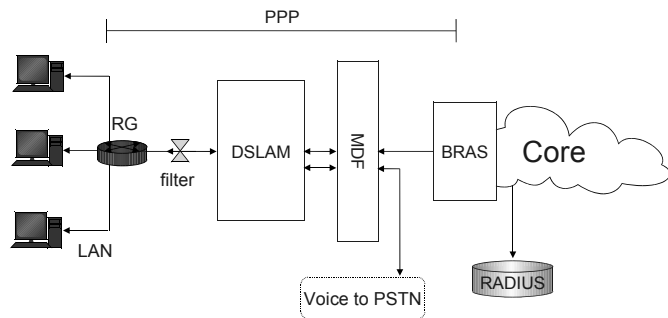 PPP
RG
DSLAM
MDF
BRAS
Core
filter
LAN
Voice to PSTN
RADIUS